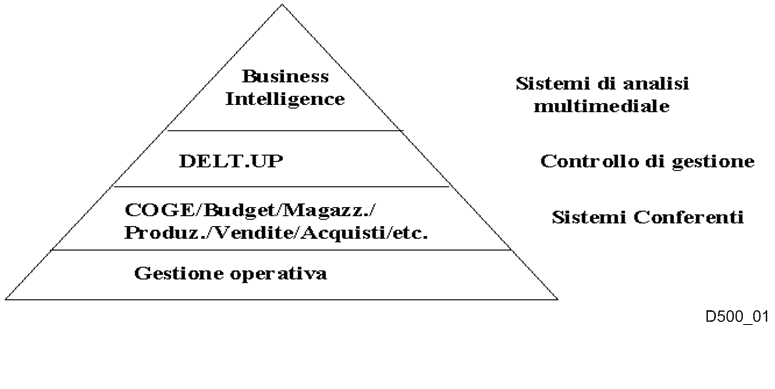 Business
Intelligence
Sistemi di analisi
multimediale
DELT.UP
Controllo di gestione
COGE/Budget/Magazz./
Produz./Vendite/Acquisti/etc.
Sistemi Conferenti
Gestione operativa
D500_01